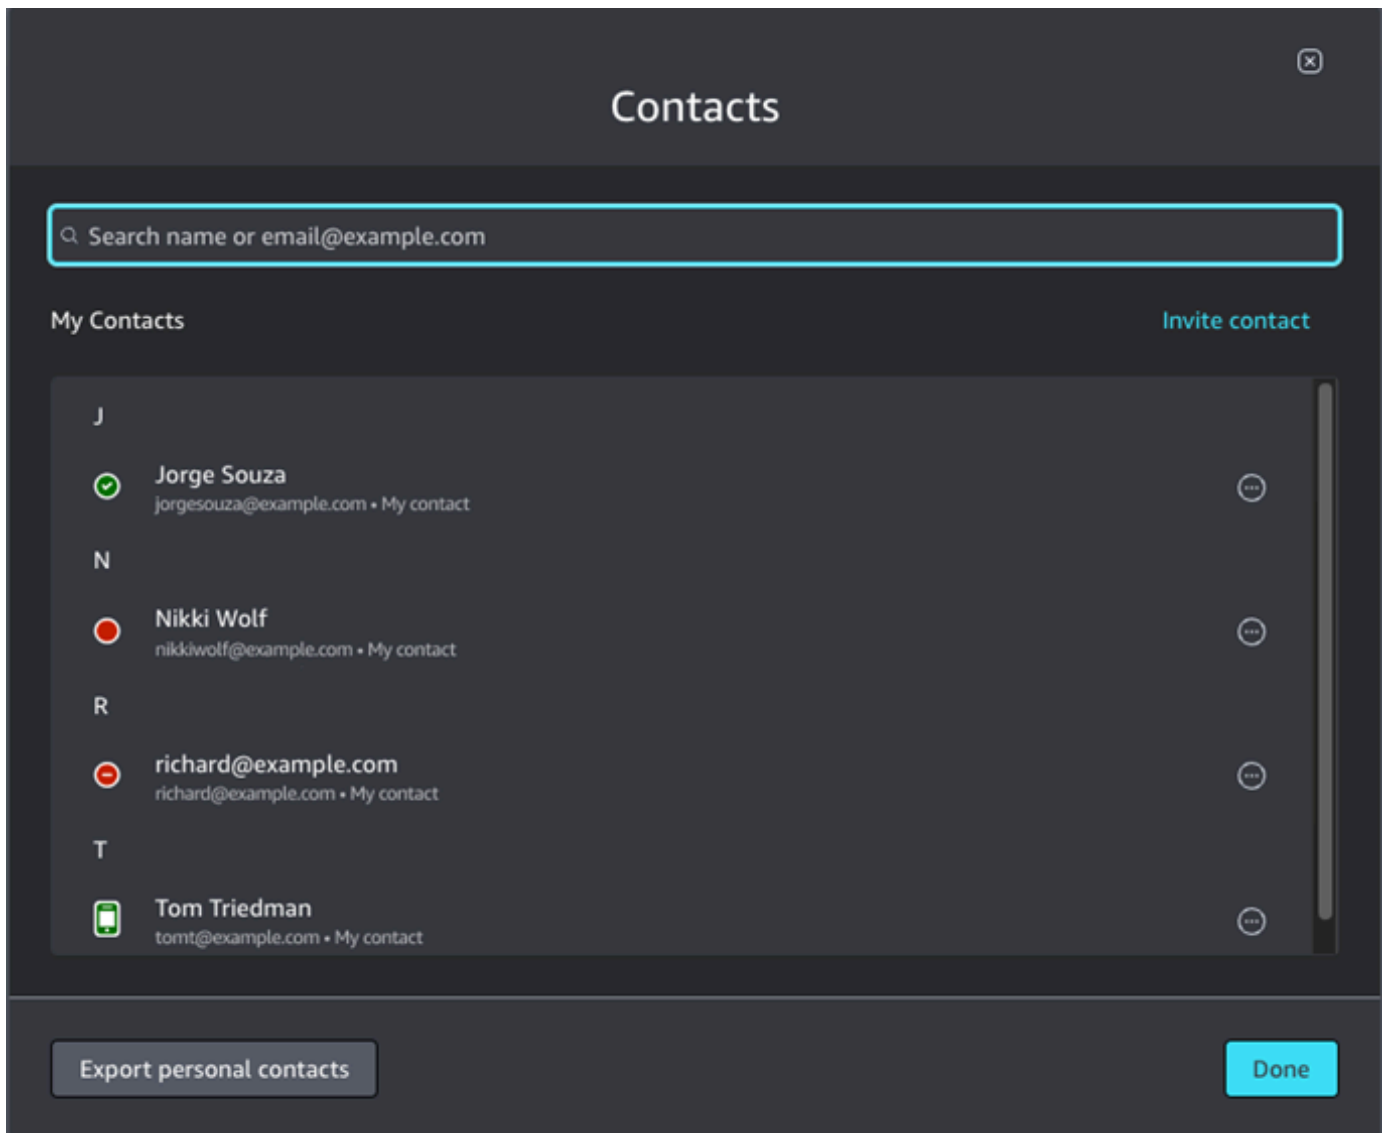 Contacts
Search name or email@example.com
My Contacts
Invite contact
J
Jorge Souza
jorgesouza@example.com • My contact
N
Nikki Wolf
nikkiwolf@example.com • My contact
R
richard@example.com
richard@example.com • My contact
T
Tom Triedman
tomt@example.com • My contact
Export personal contacts
Done